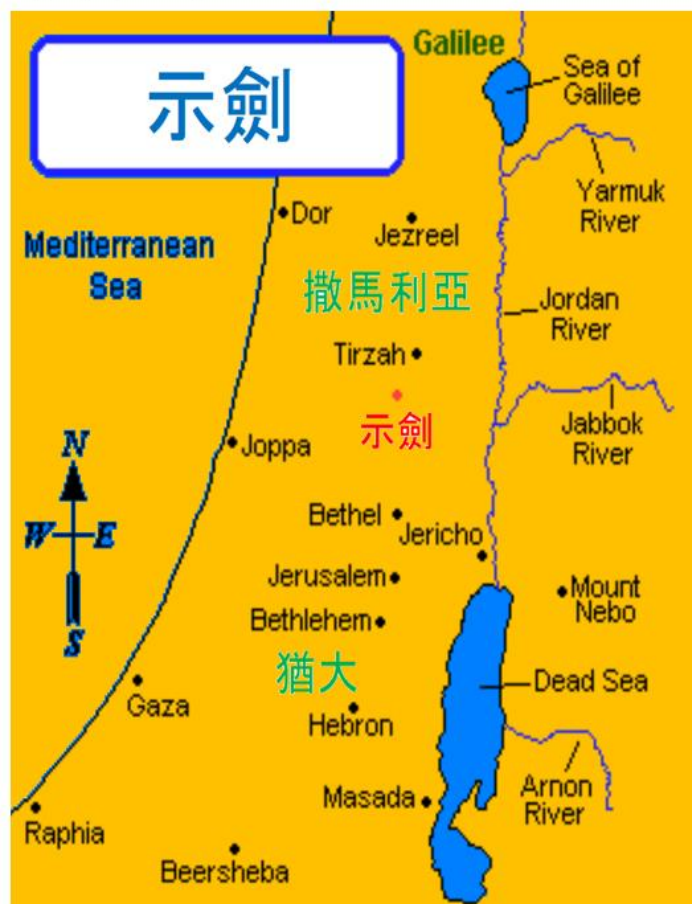 示劍
Galilee
Sea of
Galilee
Yarmuk
River
Dor
Jezreel
Mediterranean
Sea
撒馬利亞
Jordan
River
Tirzah
示劍
Jabbok
River
Joppa
N
W
E
S
Bethel
Jericho
Jerusalem
Mount
Nebo
Bethlehem
猶大
Dead Sea
Gaza
Hebron
Masada
Arnon
River
Raphia
Beersheba